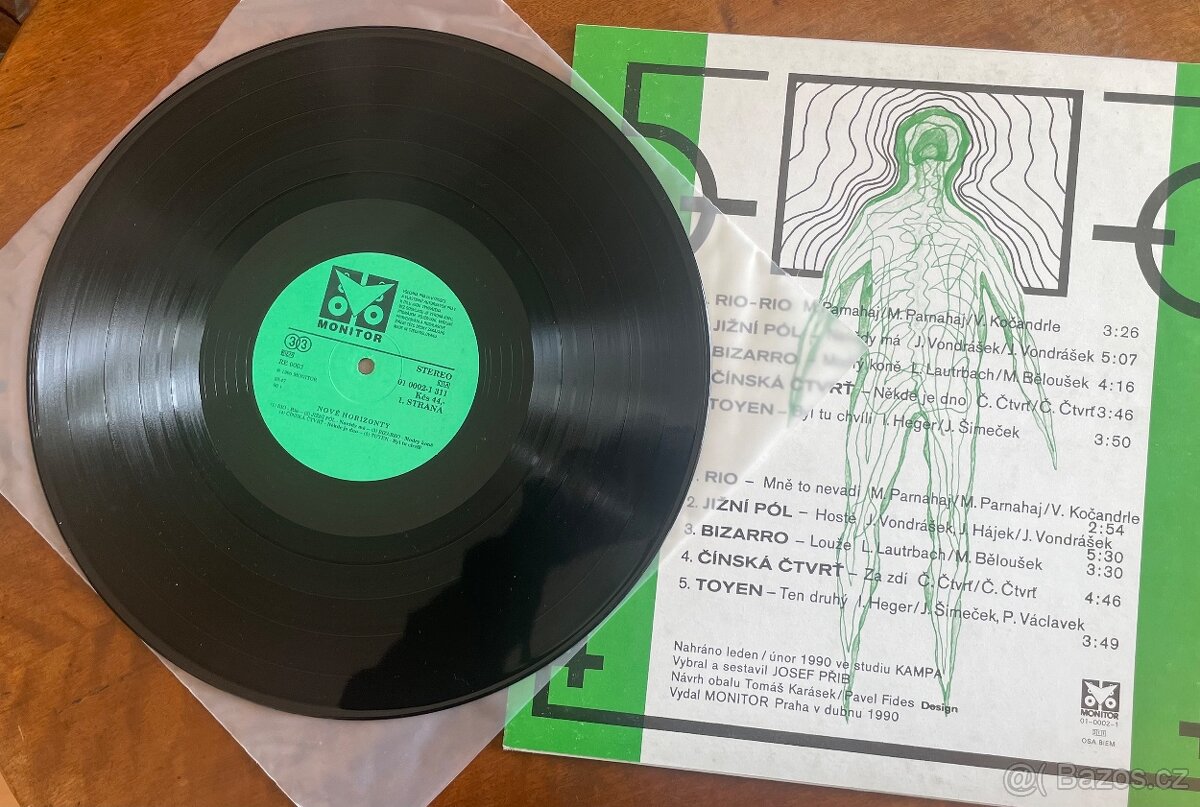 MONITOR
33
STEREO
01 0002-1 311
Kčs 44,-
1. STRANA
NOVÉ HORIZONTY
RIO-RIO M. Parnahaj/M. Parnahaj/V. Kočandrle 3:26
JIŽNÍ PÓL má J. Vondrášek/J. Vondrášek 5:07
BIZARRO – koně L. Lautrbach/M. Běloušek 4:16
ČÍNSKÁ ČTVRŤ – Někde je dno Č. Čtvrť/Č. Čtvrť 3:46
TOYEN – Byl tu chvíli I. Heger/J. Šimeček 3:50
1. RIO – Mně to nevadí M. Parnahaj/M. Parnahaj/V. Kočandrle 2:54
2. JIŽNÍ PÓL – Hosté J. Vondrášek, J. Hájek/J. Vondrášek 5:30
3. BIZARRO – Louže L. Lautrbach/M. Běloušek 3:30
4. ČÍNSKÁ ČTVRŤ – Za zdí Č. Čtvrť/Č. Čtvrť 4:46
5. TOYEN – Ten druhý I. Heger/J. Šimeček, P. Václavek 3:49
Nahráno leden/únor 1990 ve studiu KAMPA
Vybral a sestavil JOSEF PŘIB
Návrh obalu Tomáš Karásek/Pavel Fides Design
Vydal MONITOR Praha v dubnu 1990
MONITOR
01-0002-1
OSA BIEM
@( Bazos.cz